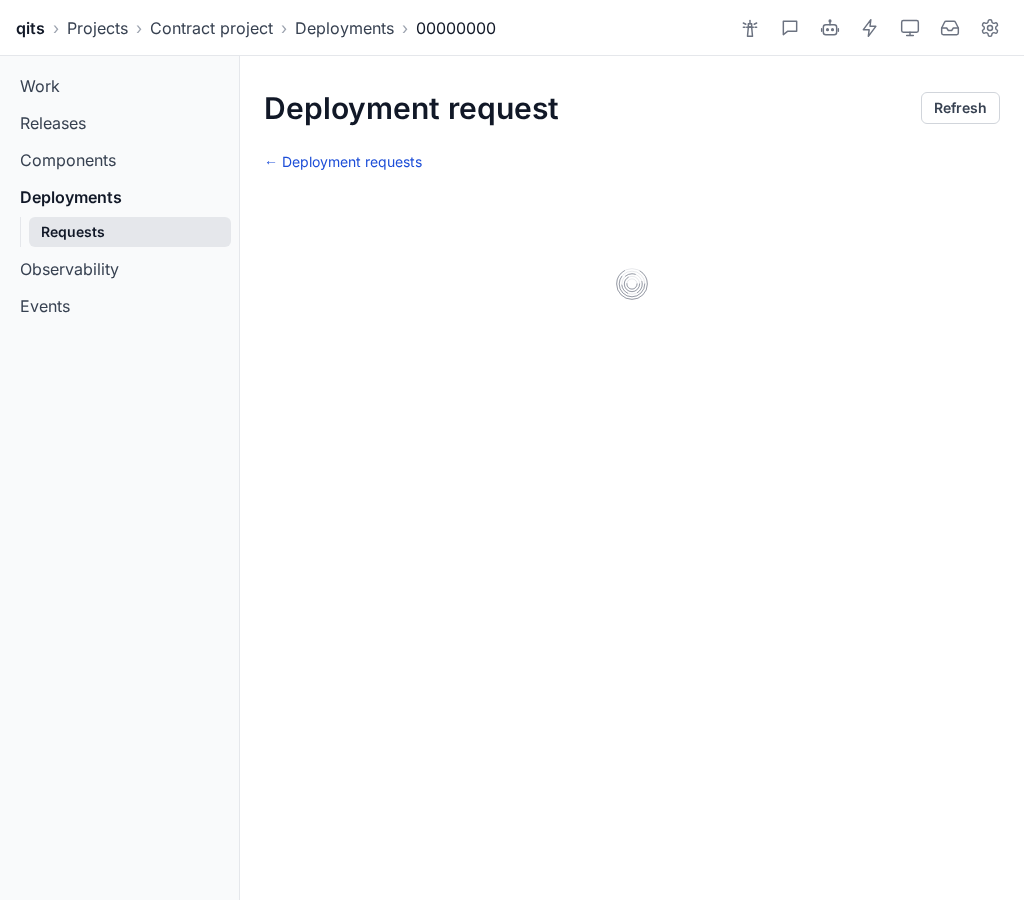 qits › Projects › Contract project › Deployments › 00000000
Work
Releases
Components
Deployments
Requests
Observability
Events
Deployment request
Refresh
← Deployment requests